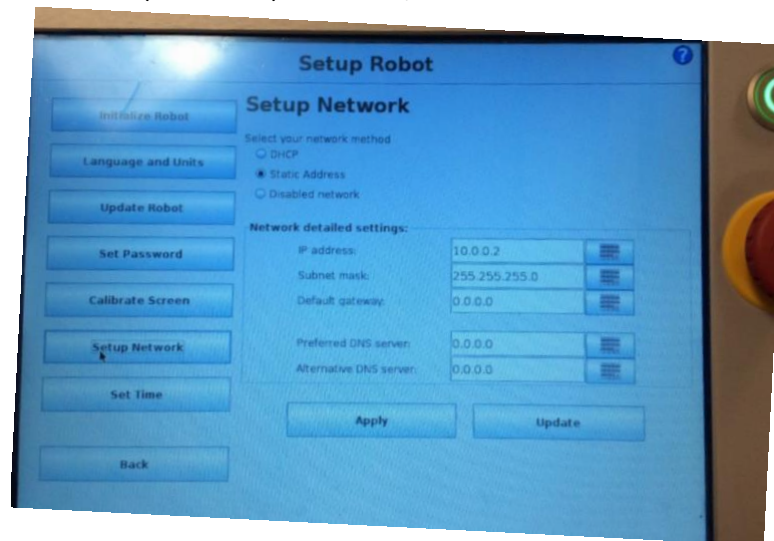 Setup Robot
?
Initialize Robot
Language and Units
Update Robot
Set Password
Calibrate Screen
Setup Network
Set Time
Back
Setup Network
Select your network method
DHCP
Static Address
Disabled network
Network detailed settings:
IP address: 10.0.0.2
Subnet mask: 255.255.255.0
Default gateway: 0.0.0.0
Preferred DNS server: 0.0.0.0
Alternative DNS server: 0.0.0.0
Apply
Update